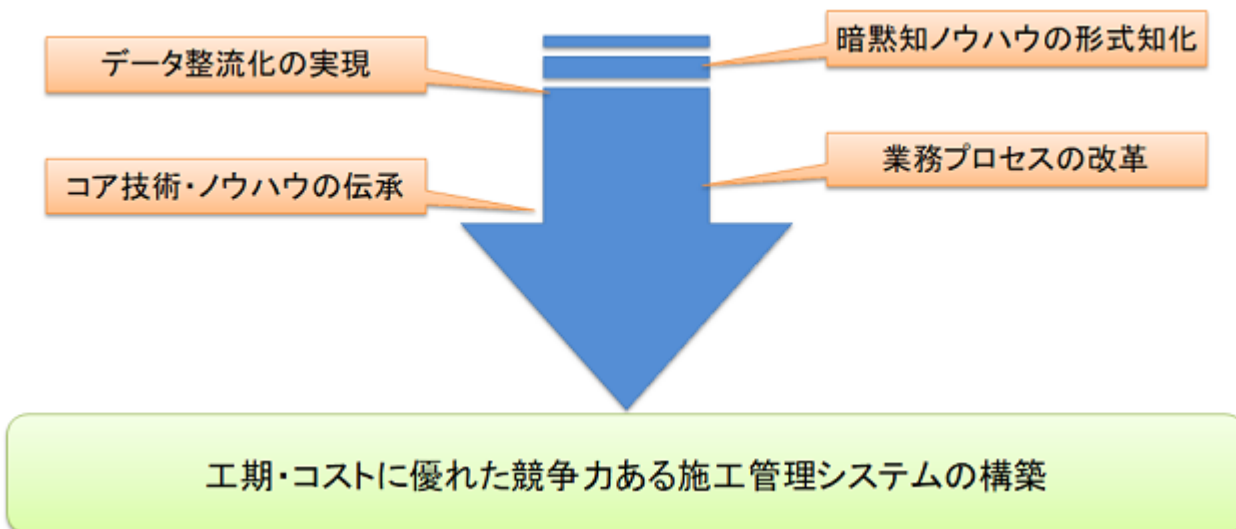 データ整流化の実現
暗黙知ノウハウの形式知化
コア技術・ノウハウの伝承
業務プロセスの改革
工期・コストに優れた競争力ある施工管理システムの構築